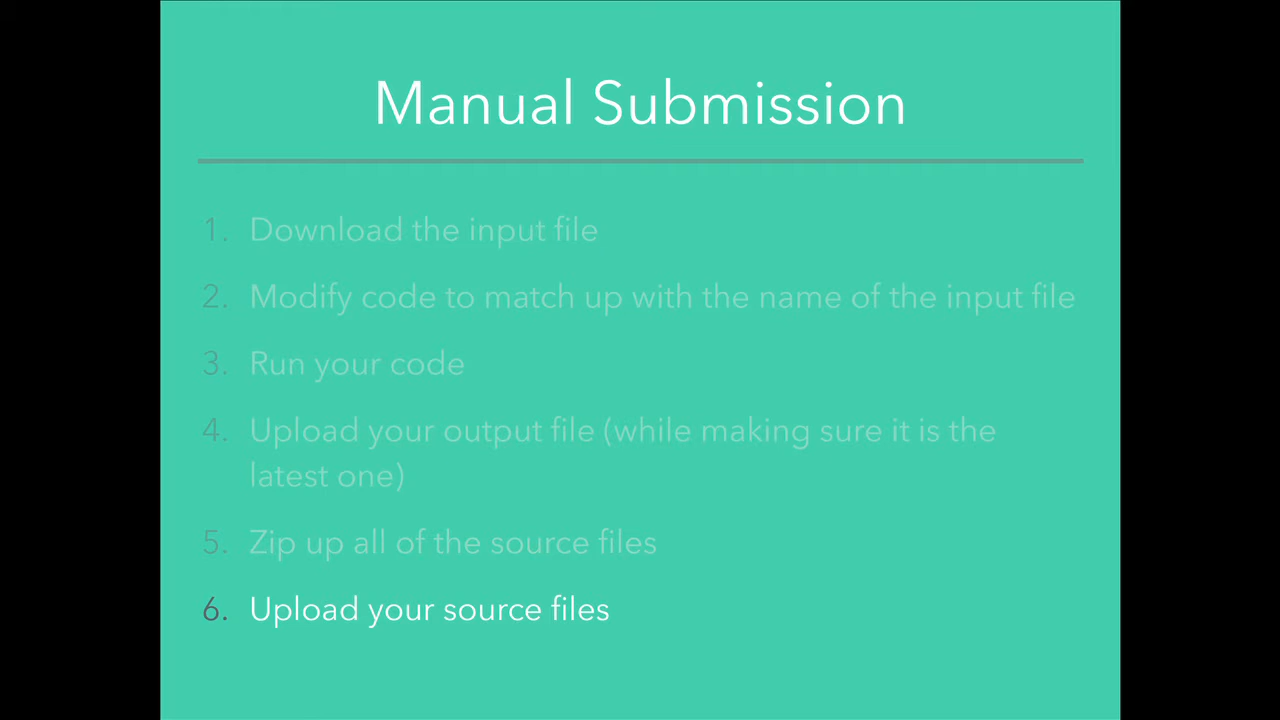 Manual Submission
1. Download the input file
2. Modify code to match up with the name of the input file
3. Run your code
4. Upload your output file (while making sure it is the
latest one)
5. Zip up all of the source files
6. Upload your source files